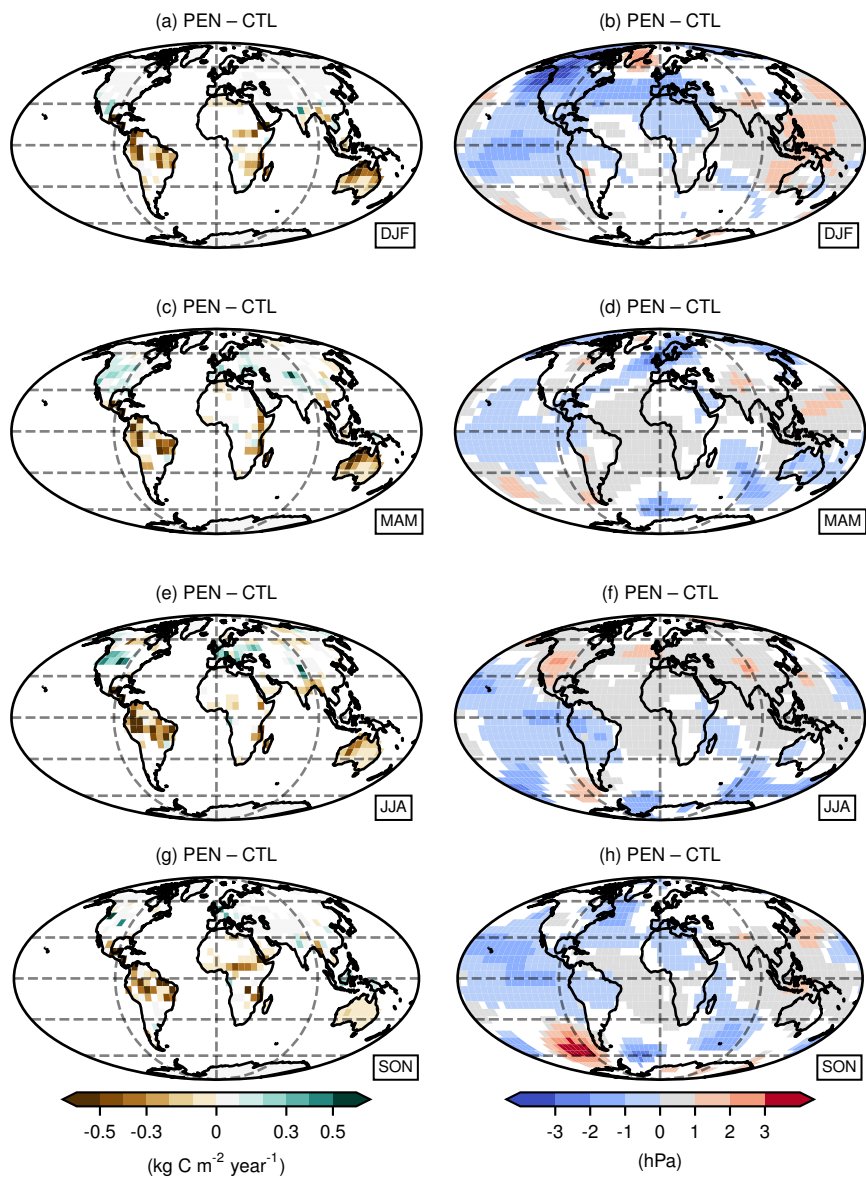 (a) PEN – CTL
(b) PEN – CTL
DJF
DJF
(c) PEN – CTL
(d) PEN – CTL
MAM
MAM
(e) PEN – CTL
(f) PEN – CTL
JJA
JJA
(g) PEN – CTL
(h) PEN – CTL
SON
SON
-0.5 -0.3 0 0.3 0.5
(kg C m⁻² year⁻¹)
-3 -2 -1 0 1 2 3
(hPa)